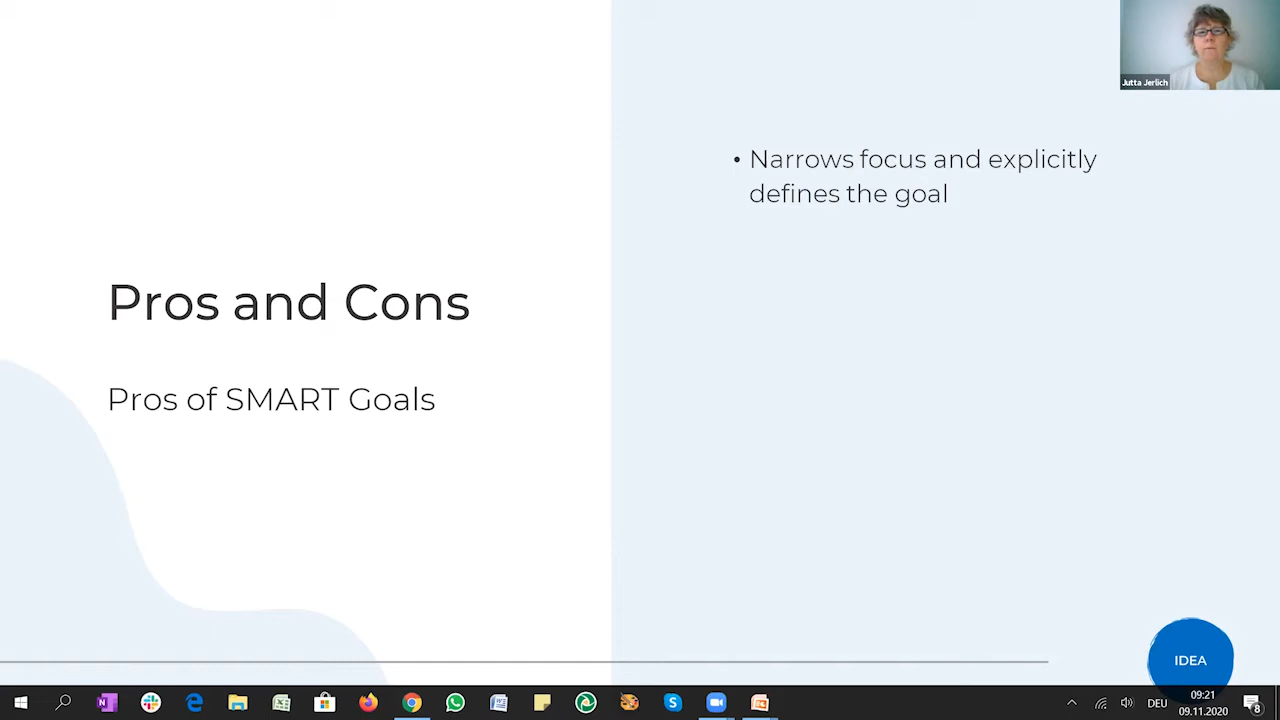 Jutta Jerlich
• Narrows focus and explicitly
defines the goal
Pros and Cons
Pros of SMART Goals
IDEA
09:21
DEU
09.11.2020
8